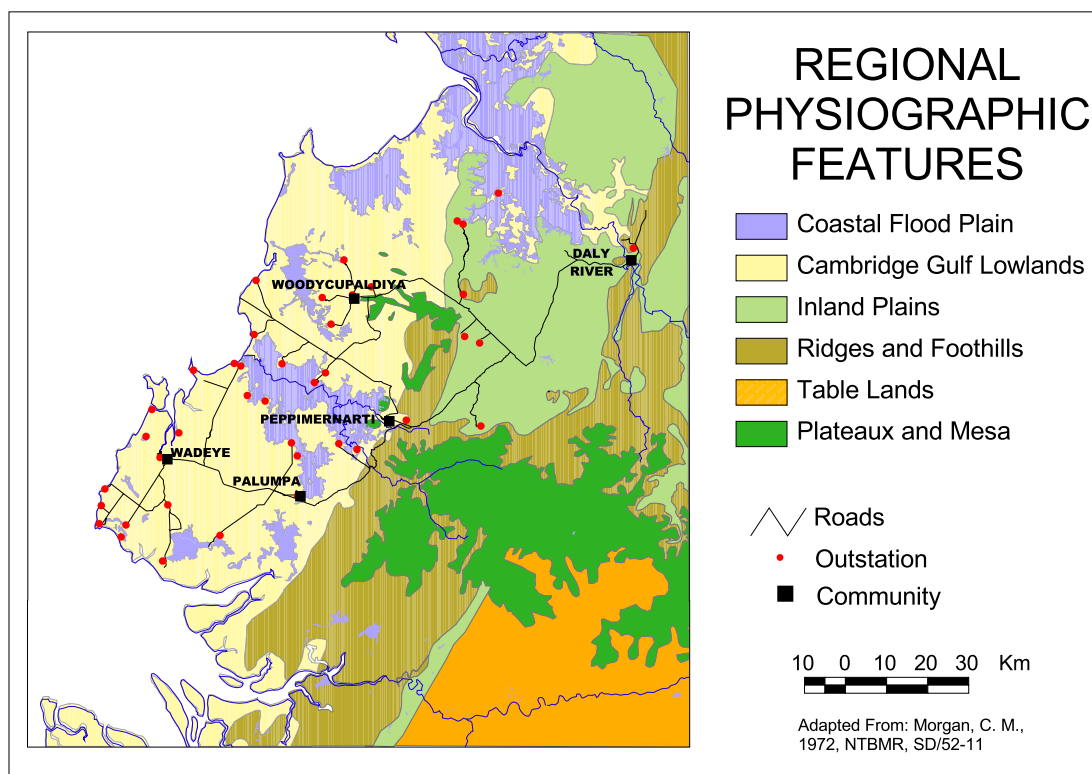 REGIONAL
PHYSIOGRAPHIC
FEATURES
Coastal Flood Plain
Cambridge Gulf Lowlands
Inland Plains
Ridges and Foothills
Table Lands
Plateaux and Mesa
Roads
Outstation
Community
10 0 10 20 30 Km
Adapted From: Morgan, C. M.,
1972, NTBMR, SD/52-11
DALY
RIVER
WOODYCUPALDIYA
PEPPIMERNARTI
WADEYE
PALUMPA